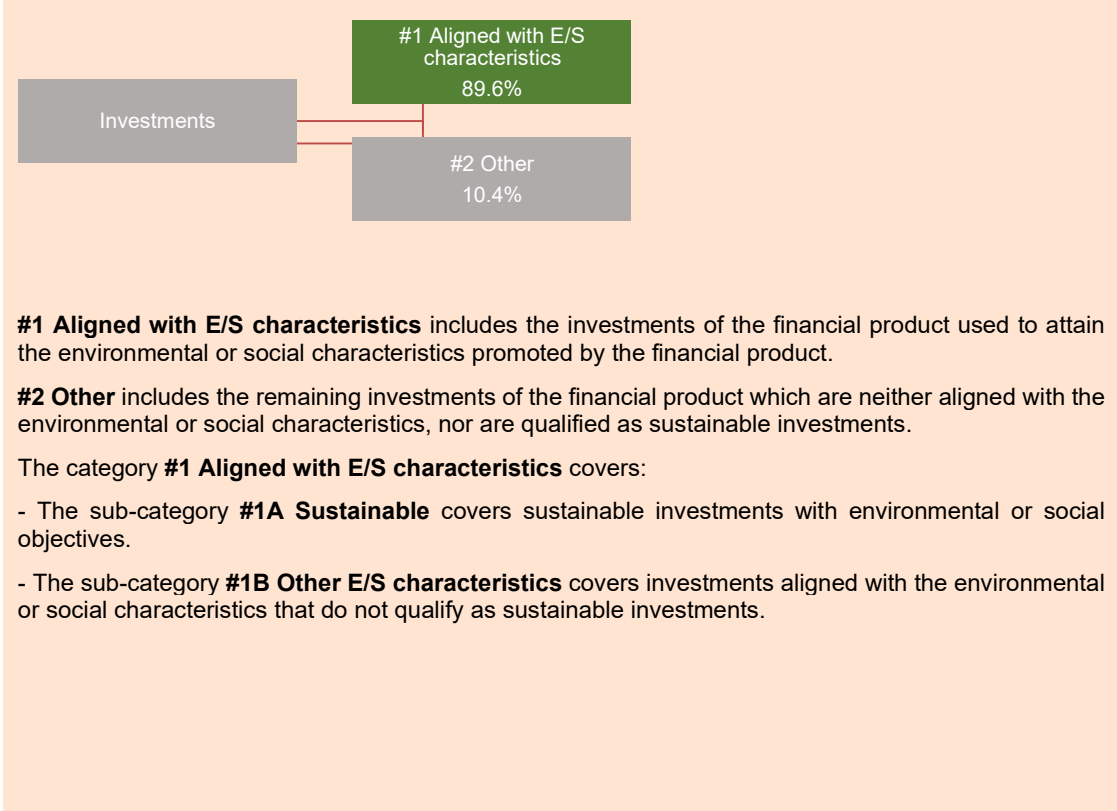 #1 Aligned with E/S
characteristics
89.6%
Investments
#2 Other
10.4%
#1 Aligned with E/S characteristics includes the investments of the financial product used to attain
the environmental or social characteristics promoted by the financial product.
#2 Other includes the remaining investments of the financial product which are neither aligned with the
environmental or social characteristics, nor are qualified as sustainable investments.
The category #1 Aligned with E/S characteristics covers:
- The sub-category #1A Sustainable covers sustainable investments with environmental or social
objectives.
- The sub-category #1B Other E/S characteristics covers investments aligned with the environmental
or social characteristics that do not qualify as sustainable investments.